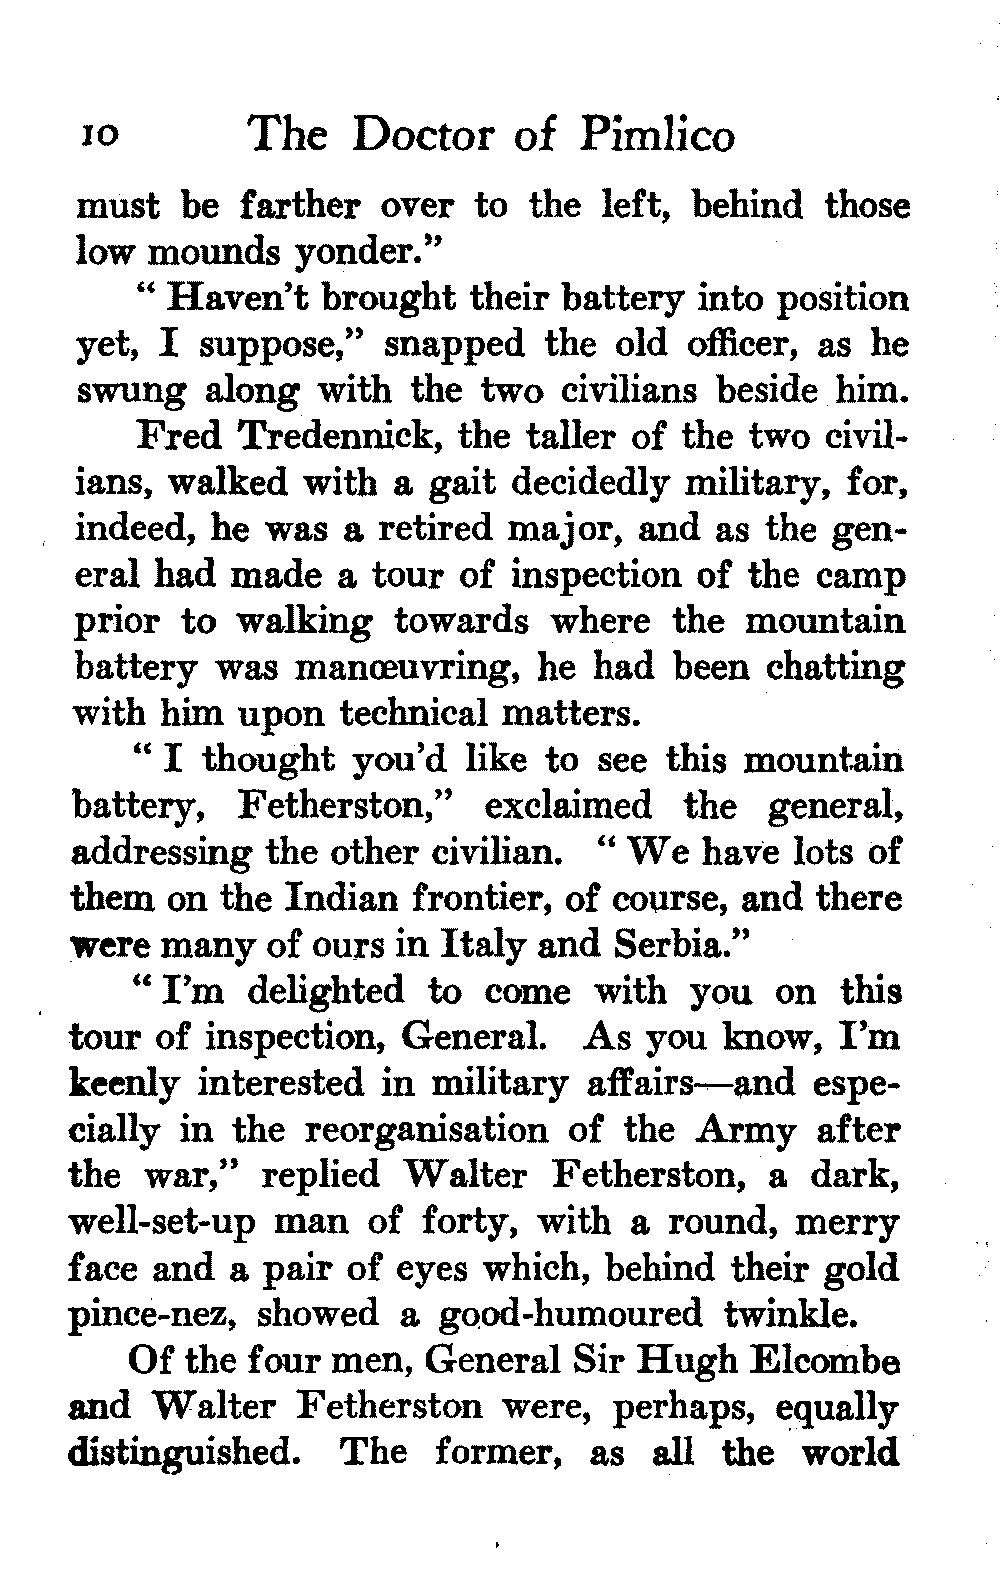 10 The Doctor of Pimlico
must be farther over to the left, behind those
low mounds yonder.”
“ Haven’t brought their battery into position
yet, I suppose,” snapped the old officer, as he
swung along with the two civilians beside him.
Fred Tredennick, the taller of the two civil-
ians, walked with a gait decidedly military, for,
indeed, he was a retired major, and as the gen-
eral had made a tour of inspection of the camp
prior to walking towards where the mountain
battery was manœuvring, he had been chatting
with him upon technical matters.
“ I thought you’d like to see this mountain
battery, Fetherston,” exclaimed the general,
addressing the other civilian. “ We have lots of
them on the Indian frontier, of course, and there
were many of ours in Italy and Serbia.”
“ I’m delighted to come with you on this
tour of inspection, General. As you know, I’m
keenly interested in military affairs—and espe-
cially in the reorganisation of the Army after
the war,” replied Walter Fetherston, a dark,
well-set-up man of forty, with a round, merry
face and a pair of eyes which, behind their gold
pince-nez, showed a good-humoured twinkle.
Of the four men, General Sir Hugh Elcombe
and Walter Fetherston were, perhaps, equally
distinguished. The former, as all the world